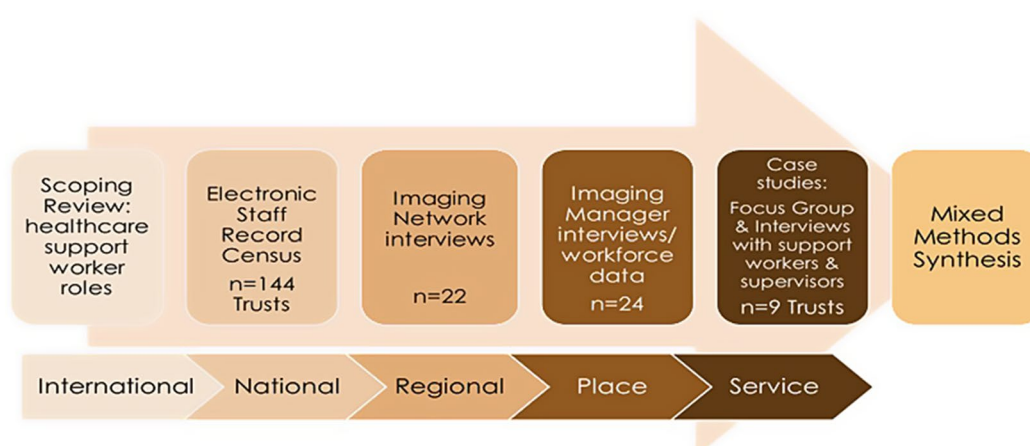 Scoping
Review:
healthcare
support
worker
roles
Electronic
Staff
Record
Census
n=144
Trusts
Imaging
Network
interviews
n=22
Imaging
Manager
interviews/
workforce
data
n=24
Case
studies:
Focus Group
& Interviews
with support
workers &
supervisors
n=9 Trusts
Mixed
Methods
Synthesis
International
National
Regional
Place
Service